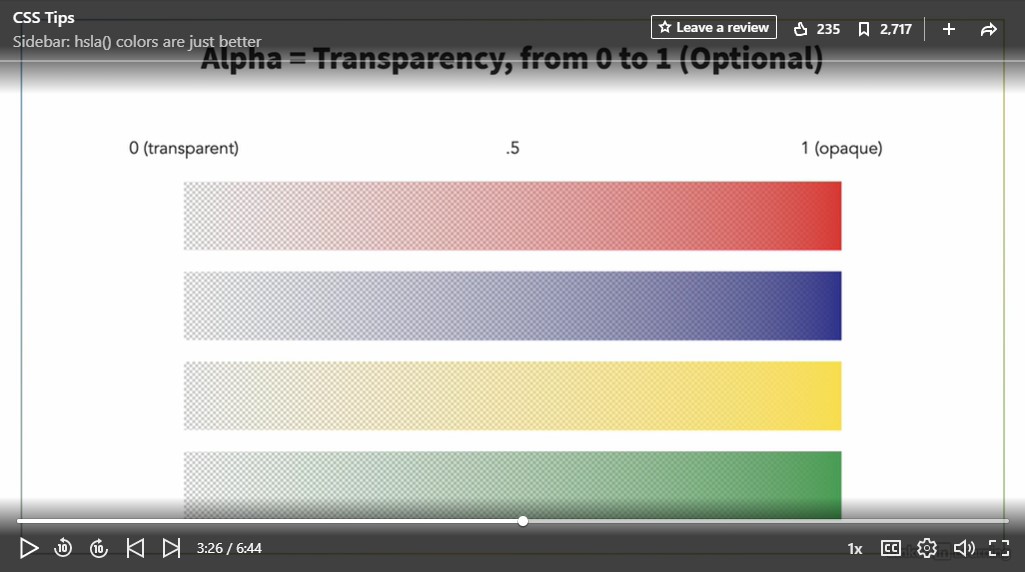 CSS Tips
Sidebar: hsla() colors are just better
Leave a review
235
2,717
Alpha = Transparency, from 0 to 1 (Optional)
0 (transparent) .5 1 (opaque)
10 10 3:26 / 6:44 1x CC